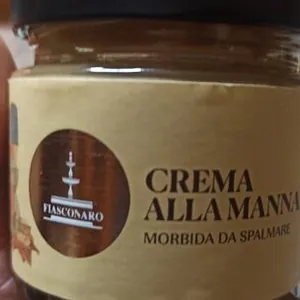 FIASCONARO
CREMA
ALLA MANNA
MORBIDA DA SPALMARE